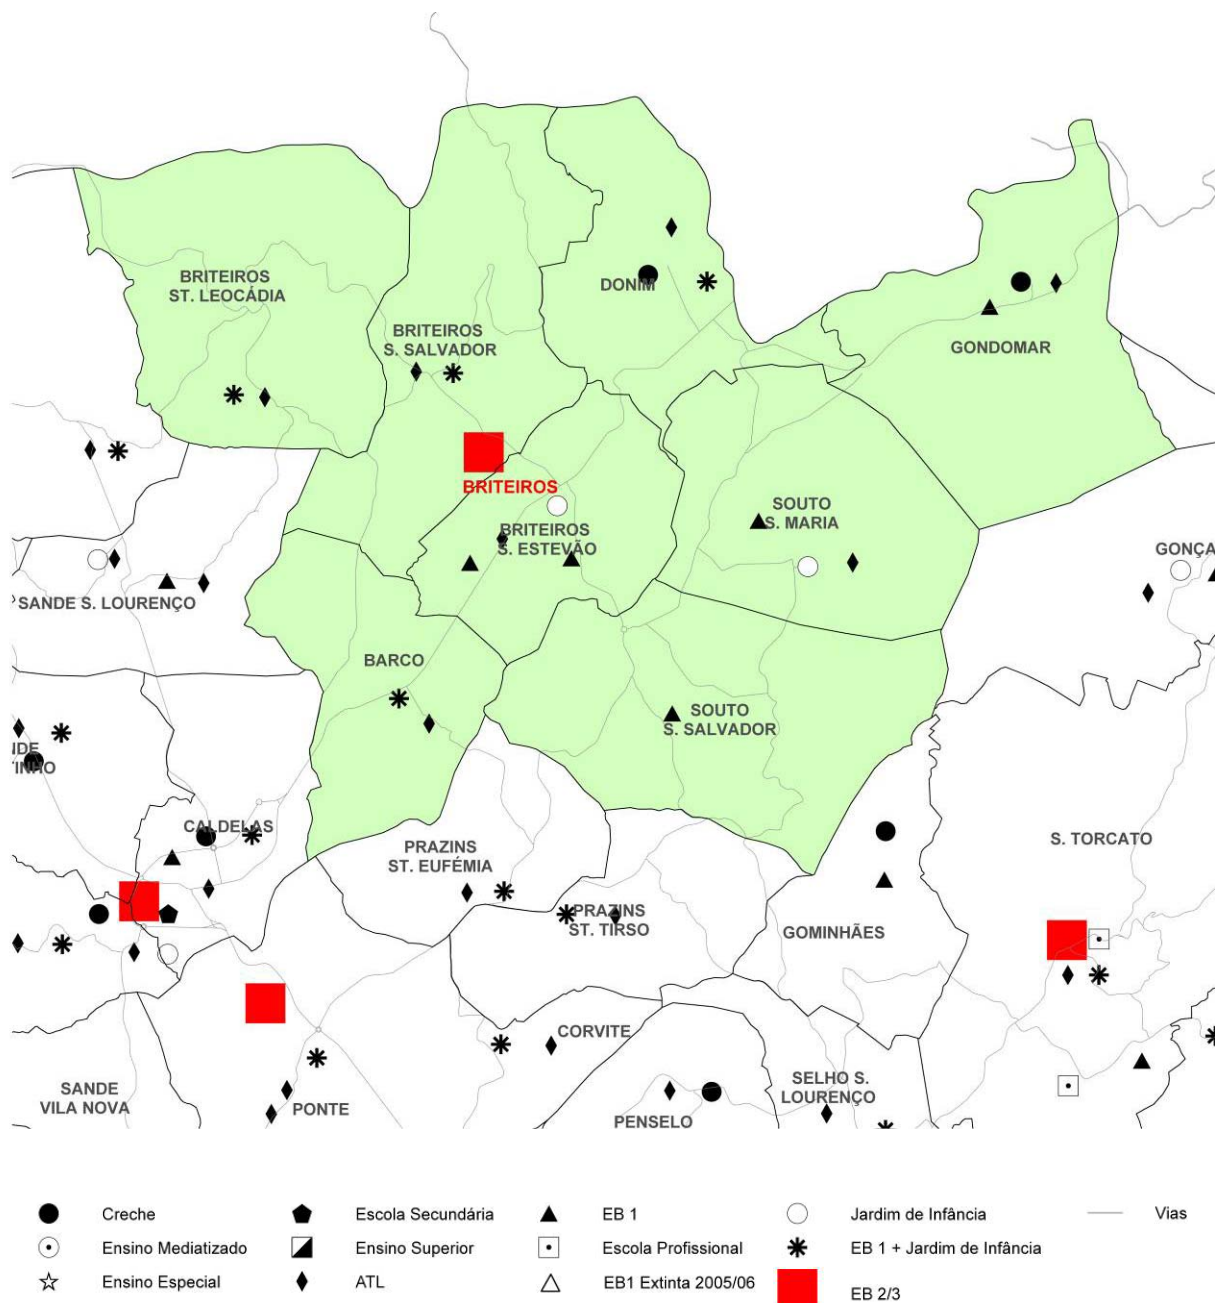 BRITEIROS
ST. LEOCÁDIA
DONIM
BRITEIROS
S. SALVADOR
GONDOMAR
BRITEIROS
SOUTO
S. MARIA
BRITEIROS
S. ESTEVÃO
GONÇA
SANDE S. LOURENÇO
BARCO
SOUTO
S. SALVADOR
NDE
TINHO
CALDELAS
PRAZINS
ST. EUFÉMIA
S. TORCATO
PRAZINS
ST. TIRSO
GOMINHÃES
CORVITE
SANDE
VILA NOVA
PONTE
SELHO S.
LOURENÇO
PENSELO
Creche
Escola Secundária
EB 1
Jardim de Infância
Vias
Ensino Mediatizado
Ensino Superior
Escola Profissional
EB 1 + Jardim de Infância
Ensino Especial
ATL
EB1 Extinta 2005/06
EB 2/3